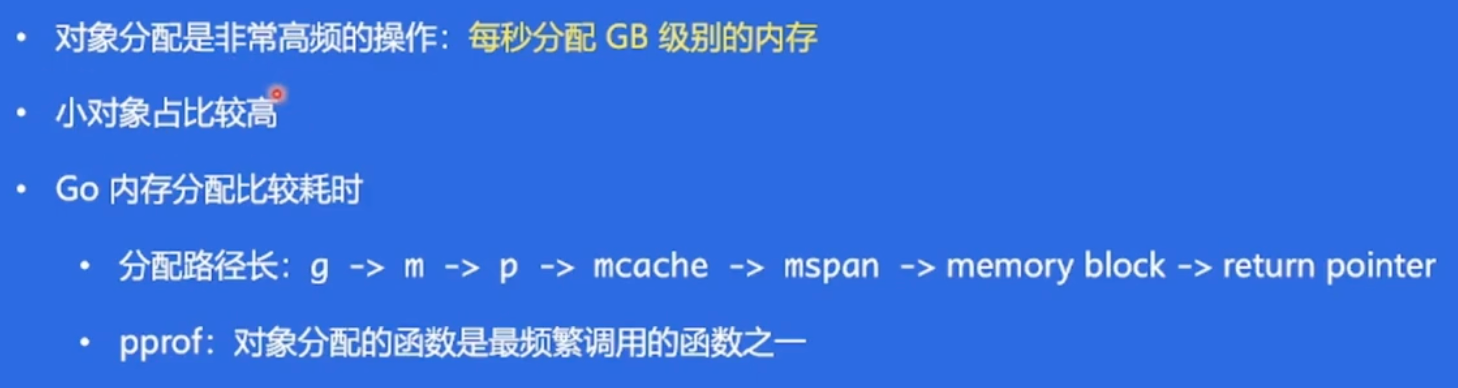 • 对象分配是非常高频的操作：每秒分配 GB 级别的内存
• 小对象占比较高
• Go 内存分配比较耗时
• 分配路径长：g -> m -> p -> mcache -> mspan -> memory block -> return pointer
• pprof：对象分配的函数是最频繁调用的函数之一